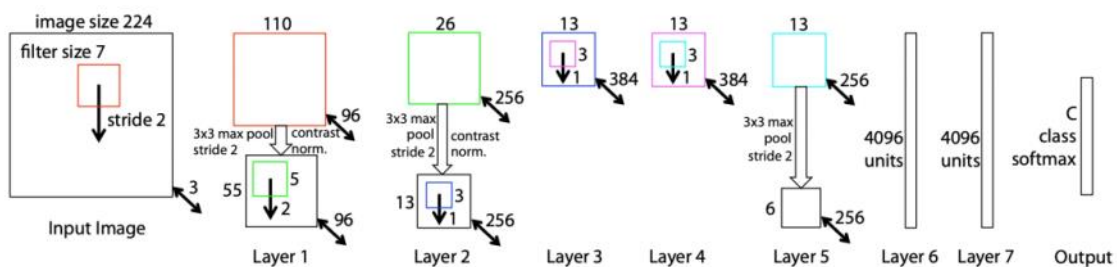 image size 224
filter size 7
stride 2
3
Input Image
110
96
3x3 max pool
stride 2
contrast
norm.
55
5
2
96
Layer 1
26
256
3x3 max
pool
stride 2
contrast
norm.
13
3
1
256
Layer 2
13
3
1
384
Layer 3
13
3
1
384
Layer 4
13
256
3x3 max
pool
stride 2
6
256
Layer 5
4096
units
Layer 6
4096
units
Layer 7
C
class
softmax
Output